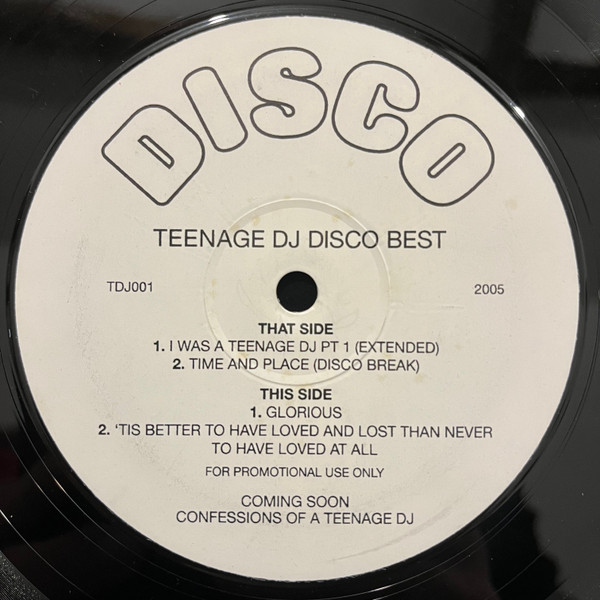 DISCO
TEENAGE DJ DISCO BEST
TDJ001 2005
THAT SIDE
1. I WAS A TEENAGE DJ PT 1 (EXTENDED)
2. TIME AND PLACE (DISCO BREAK)
THIS SIDE
1. GLORIOUS
2. ‘TIS BETTER TO HAVE LOVED AND LOST THAN NEVER
TO HAVE LOVED AT ALL
FOR PROMOTIONAL USE ONLY
COMING SOON
CONFESSIONS OF A TEENAGE DJ